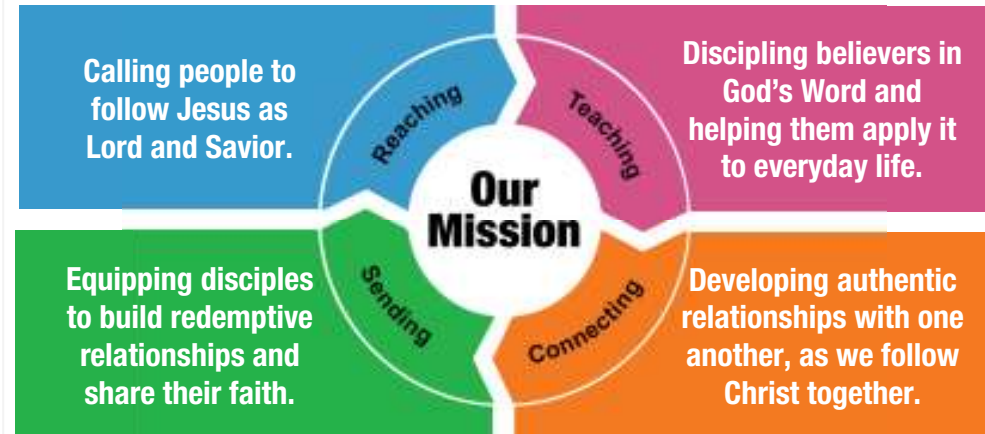 Calling people to
follow Jesus as
Lord and Savior.
Reaching
Teaching
Discipling believers in
God's Word and
helping them apply it
to everyday life.
Our
Mission
Equipping disciples
to build redemptive
relationships and
share their faith.
Sending
Connecting
Developing authentic
relationships with one
another, as we follow
Christ together.